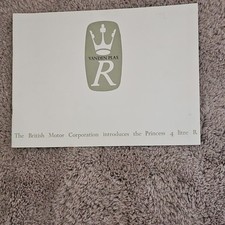 VANDEN PLAS
R
The British Motor Corporation introduces the Princess 4 litre R.